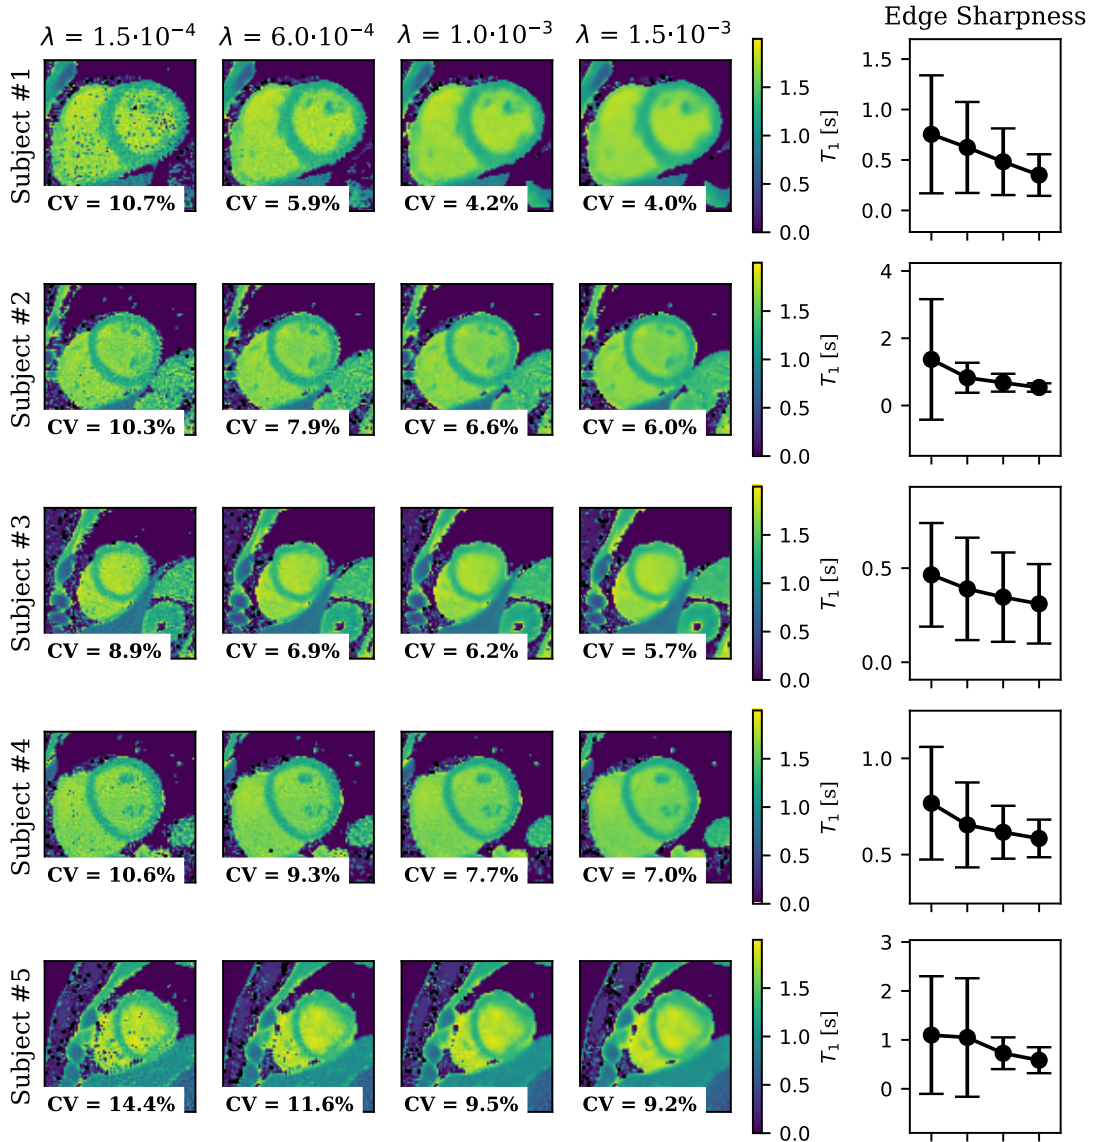 Edge Sharpness
λ = 1.5·10⁻⁴ λ = 6.0·10⁻⁴ λ = 1.0·10⁻³ λ = 1.5·10⁻³
Subject #1
CV = 10.7% CV = 5.9% CV = 4.2% CV = 4.0%
1.5
1.0
0.5
0.0
T₁ [s]
1.5
1.0
0.5
0.0
Subject #2
CV = 10.3% CV = 7.9% CV = 6.6% CV = 6.0%
1.5
1.0
0.5
0.0
T₁ [s]
4
2
0
Subject #3
CV = 8.9% CV = 6.9% CV = 6.2% CV = 5.7%
1.5
1.0
0.5
0.0
T₁ [s]
0.5
0.0
Subject #4
CV = 10.6% CV = 9.3% CV = 7.7% CV = 7.0%
1.5
1.0
0.5
0.0
T₁ [s]
1.0
0.5
Subject #5
CV = 14.4% CV = 11.6% CV = 9.5% CV = 9.2%
1.5
1.0
0.5
0.0
T₁ [s]
3
2
1
0